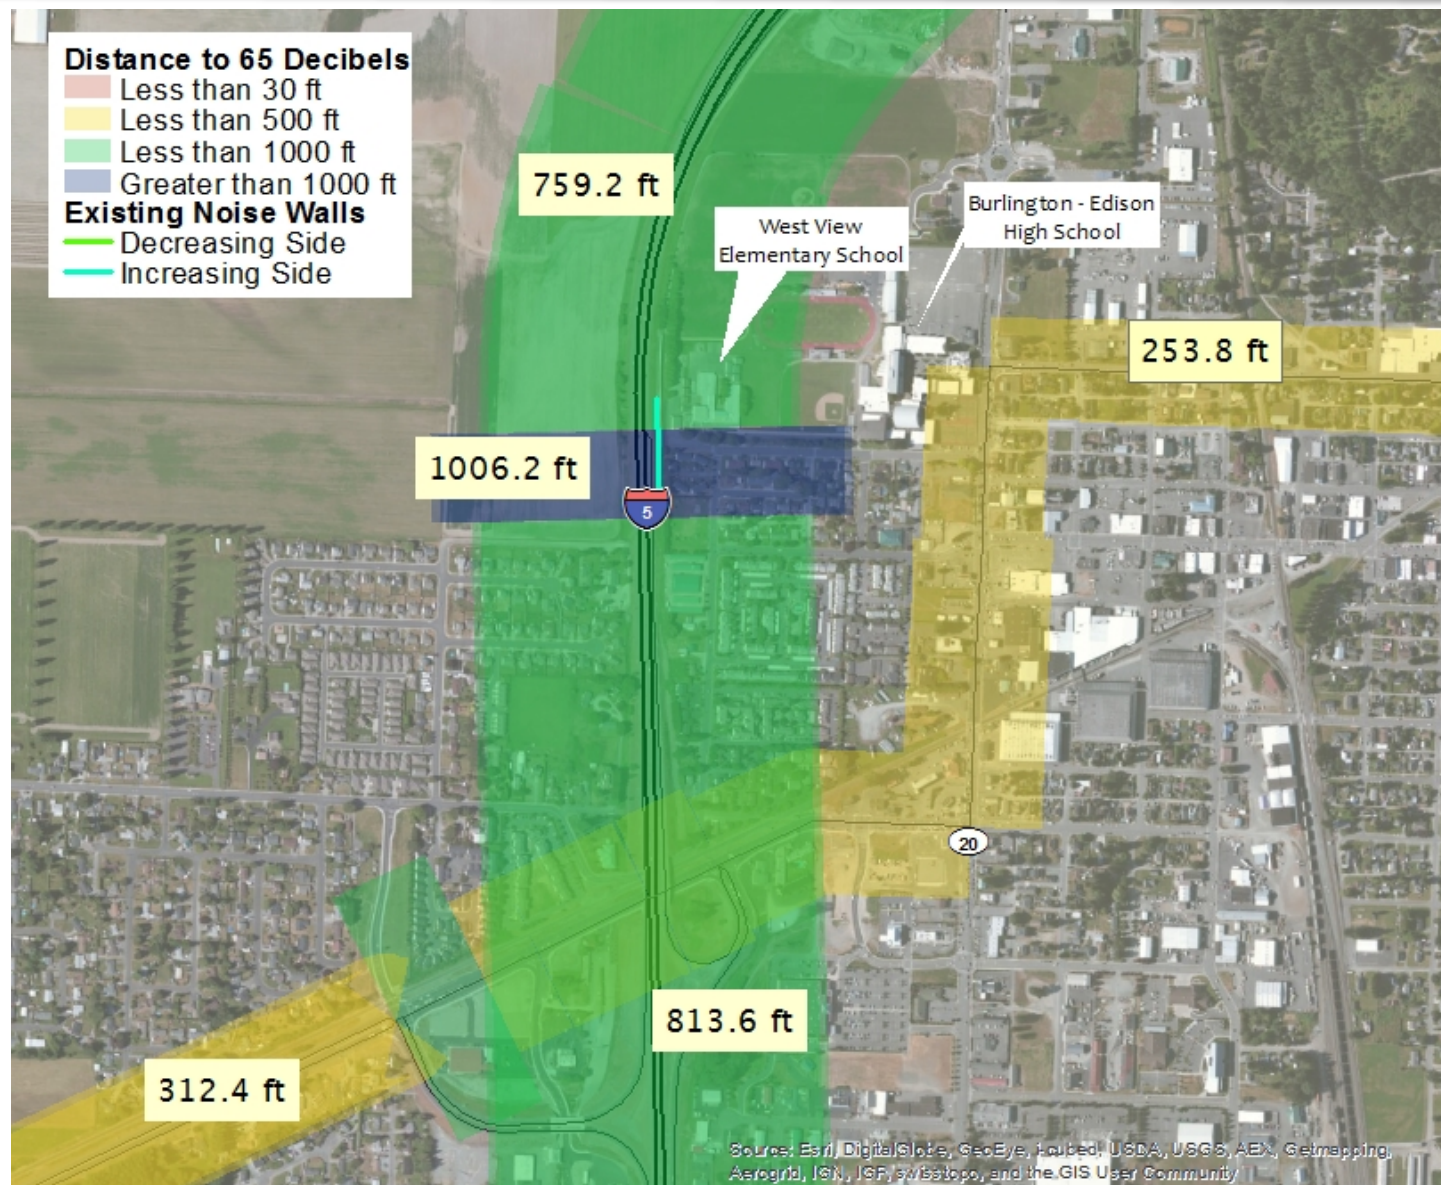 Distance to 65 Decibels
Less than 30 ft
Less than 500 ft
Less than 1000 ft
Greater than 1000 ft
Existing Noise Walls
Decreasing Side
Increasing Side
759.2 ft
West View
Elementary School
Burlington - Edison
High School
253.8 ft
1006.2 ft
5
20
813.6 ft
312.4 ft
Source: Esri, DigitalGlobe, GeoEye, i-cubed, USDA, USGS, AEX, Getmapping,
Aerogrid, IGN, IGP, swisstopo, and the GIS User Community